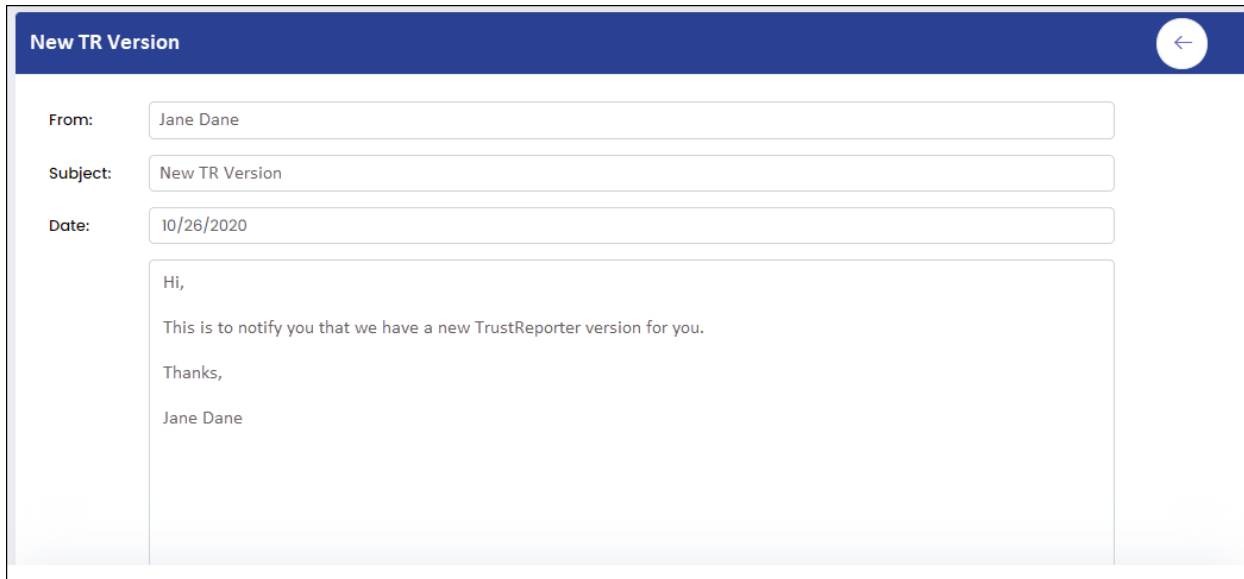 New TR Version
From: Jane Dane
Subject: New TR Version
Date: 10/26/2020
Hi,
This is to notify you that we have a new TrustReporter version for you.
Thanks,
Jane Dane